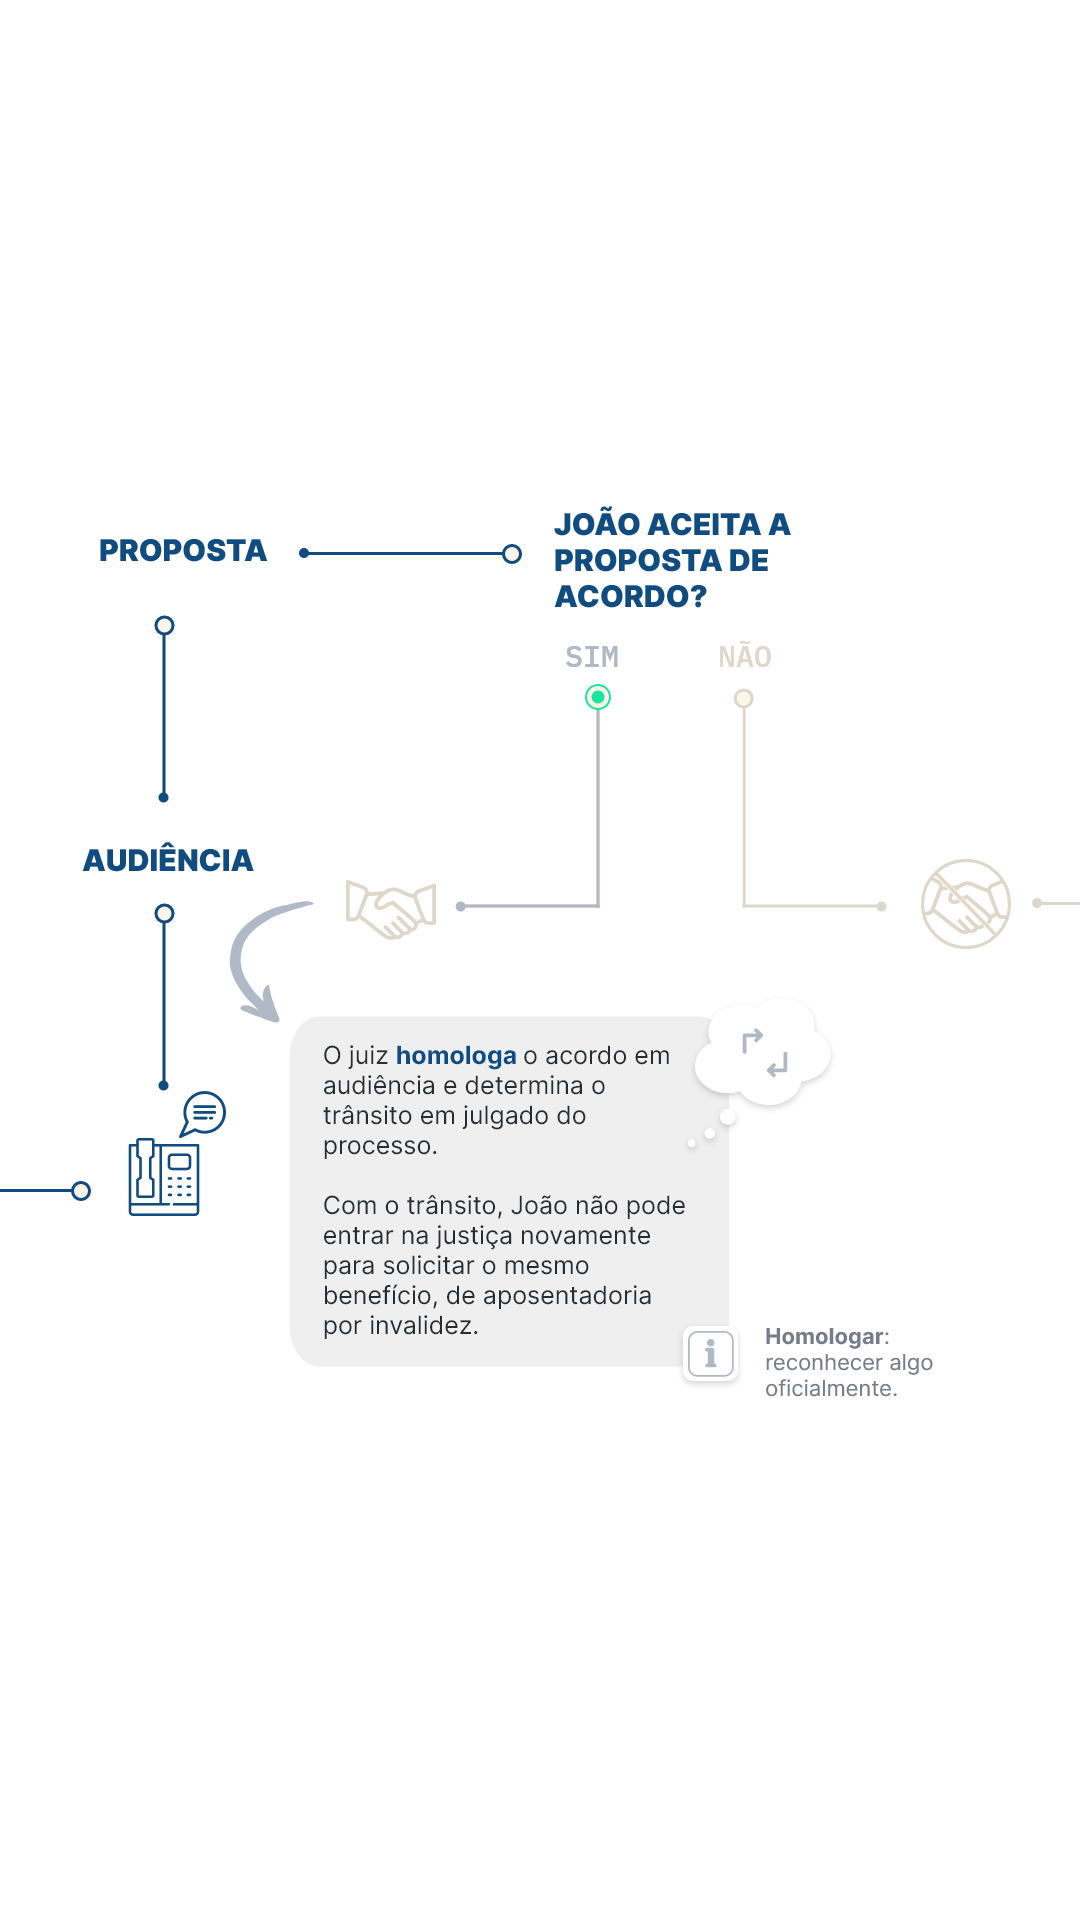 PROPOSTA
JOÃO ACEITA A
PROPOSTA DE
ACORDO?
SIM
NÃO
AUDIÊNCIA
O juiz homologa o acordo em
audiência e determina o
trânsito em julgado do
processo.
Com o trânsito, João não pode
entrar na justiça novamente
para solicitar o mesmo
benefício, de aposentadoria
por invalidez.
Homologar:
reconhecer algo
oficialmente.